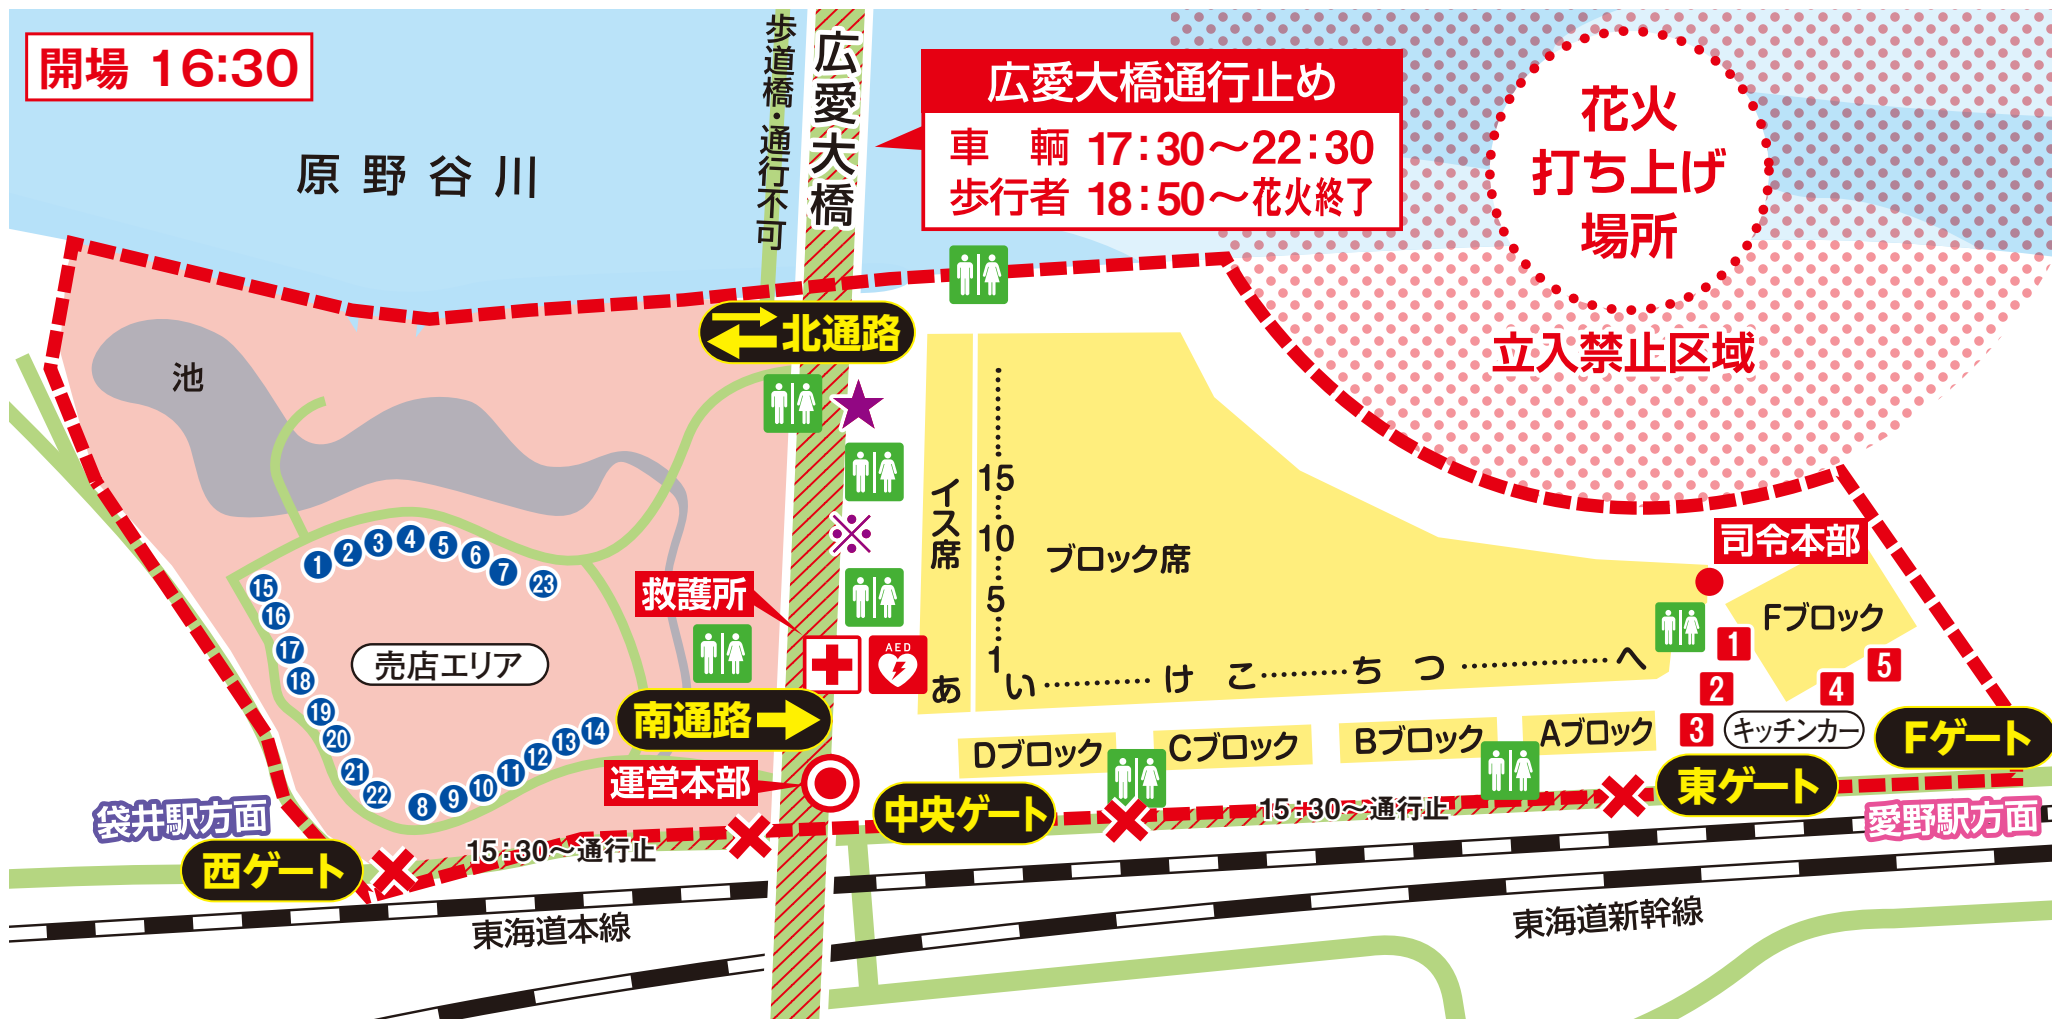 開場 16:30
原野谷川
歩道橋・通行不可
広愛大橋
広愛大橋通行止め
車　輌 17:30～22:30
歩行者 18:50～花火終了
花火
打ち上げ
場所
立入禁止区域
北通路
池
イス席
15
10
5
1
ブロック席
あ い………… け こ………ち つ……………へ
司令本部
Fブロック
1
2
3
4
5
キッチンカー
Fゲート
救護所
AED
売店エリア
1 2 3 4 5 6 7 23
15
16
17
18
19
20
21
22
8 9 10 11 12 13 14
南通路
運営本部
Dブロック
Cブロック
Bブロック
Aブロック
中央ゲート
東ゲート
15:30～通行止
愛野駅方面
袋井駅方面
西ゲート
15:30～通行止
東海道本線
東海道新幹線
※